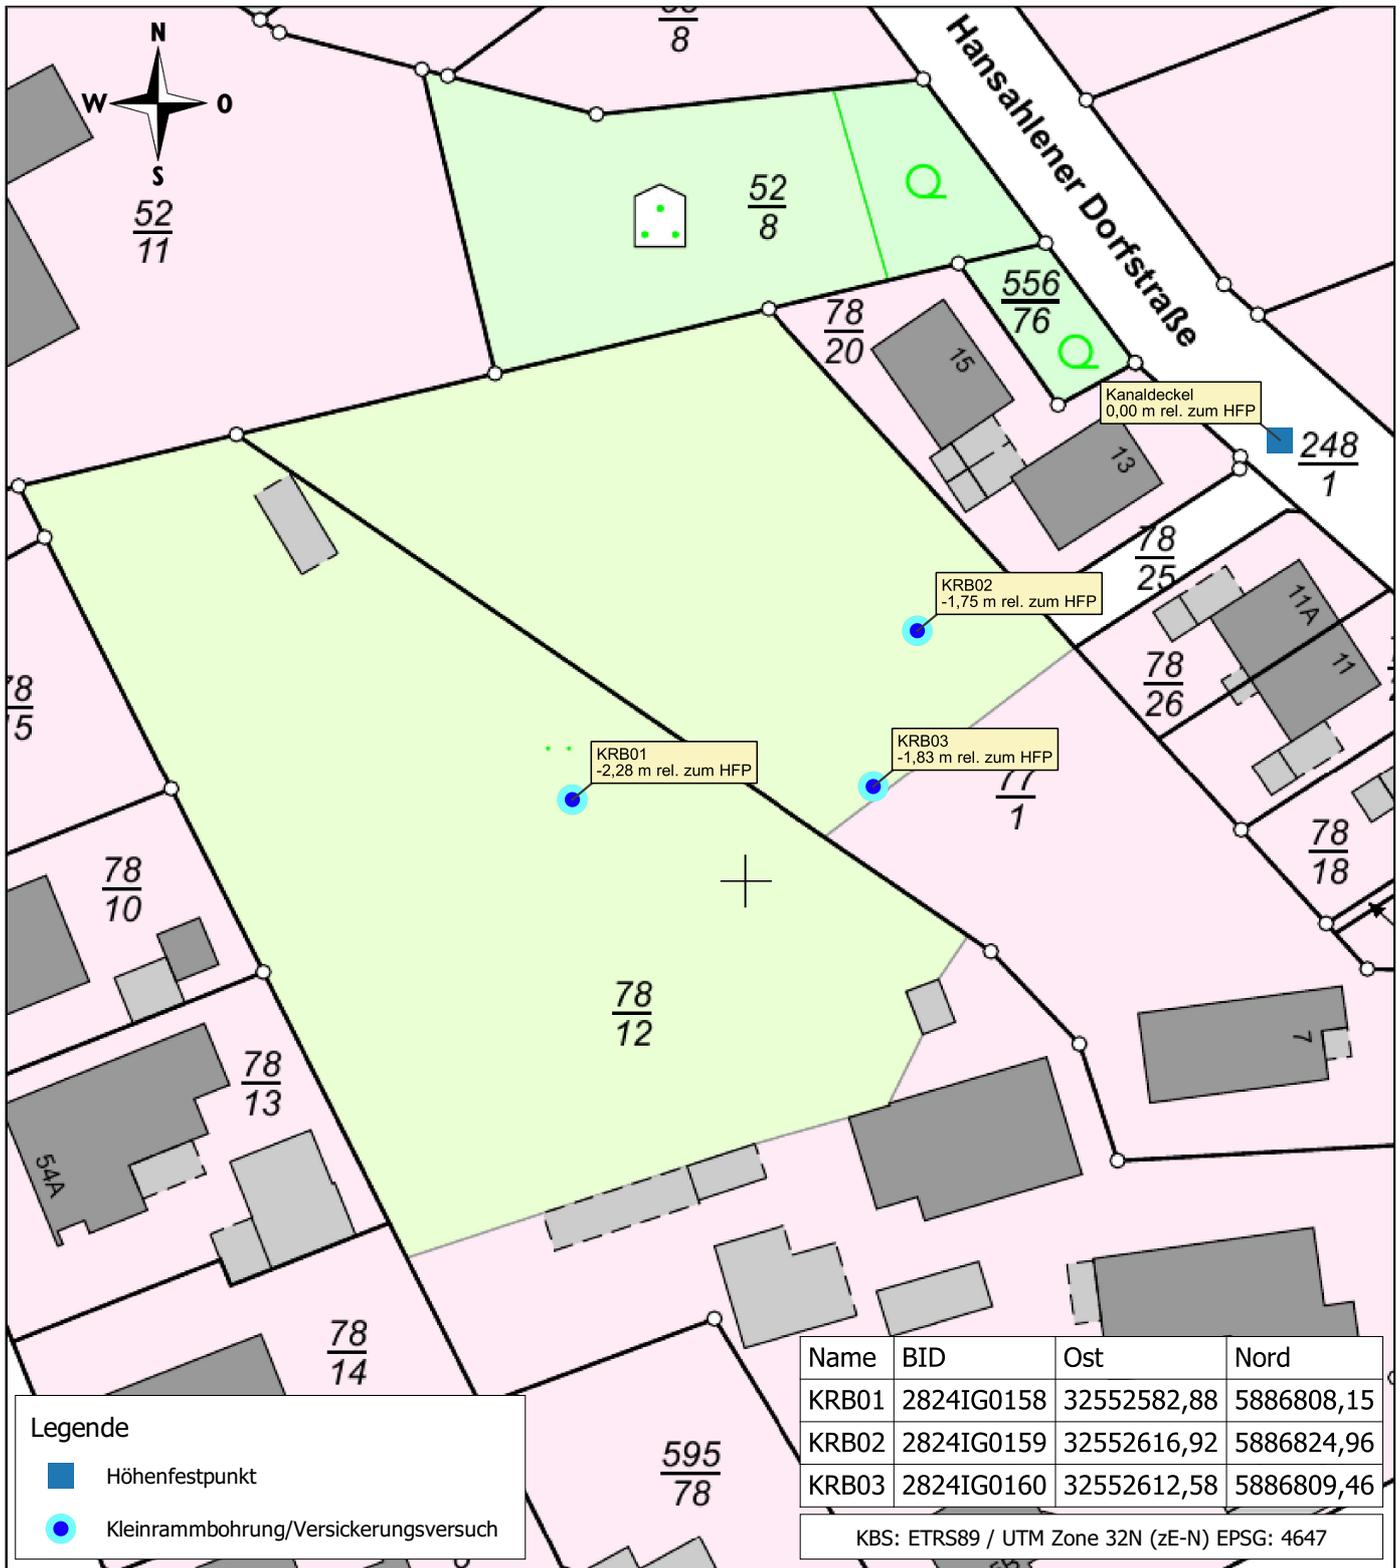 8
N
W
O
S
Hansahlener Dorfstraße
52
11
52
8
556
76
78
20
15
13
Kanaldeckel
0,00 m rel. zum HFP
248
1
78
25
KRB02
-1,75 m rel. zum HFP
11A
11
78
26
78
KRB03
-1,83 m rel. zum HFP
KRB01
-2,28 m rel. zum HFP
77
1
78
18
78
10
78
12
7
78
13
54A
78
14
595
78
Name BID Ost Nord
KRB01 2824IG0158 32552582,88 5886808,15
KRB02 2824IG0159 32552616,92 5886824,96
KRB03 2824IG0160 32552612,58 5886809,46
KBS: ETRS89 / UTM Zone 32N (zE-N) EPSG: 4647
Legende
Höhenfestpunkt
Kleinrammbohrung/Versickerungsversuch